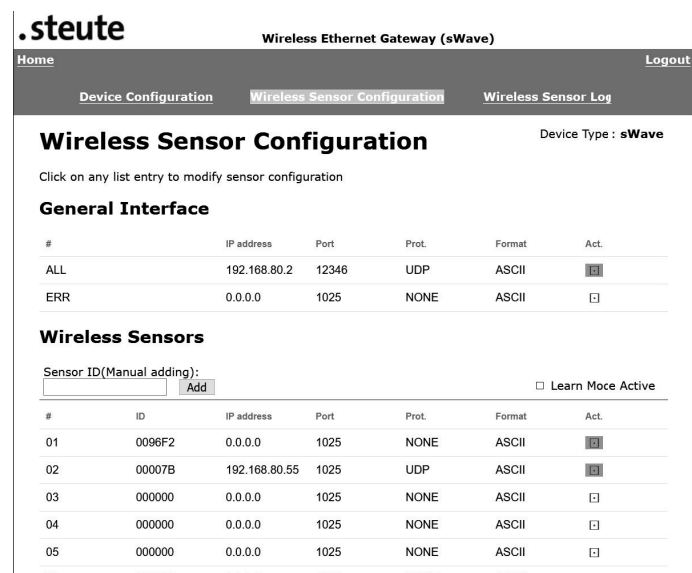 .steute
Wireless Ethernet Gateway (sWave)
Home Logout
Device Configuration Wireless Sensor Configuration Wireless Sensor Log
Wireless Sensor Configuration
Device Type : sWave
Click on any list entry to modify sensor configuration
General Interface
# IP address Port Prot. Format Act.
ALL 192.168.80.2 12346 UDP ASCII
ERR 0.0.0.0 1025 NONE ASCII
Wireless Sensors
Sensor ID(Manual adding):
Add Learn Moce Active
# ID IP address Port Prot. Format Act.
01 0096F2 0.0.0.0 1025 NONE ASCII
02 00007B 192.168.80.55 1025 UDP ASCII
03 000000 0.0.0.0 1025 NONE ASCII
04 000000 0.0.0.0 1025 NONE ASCII
05 000000 0.0.0.0 1025 NONE ASCII